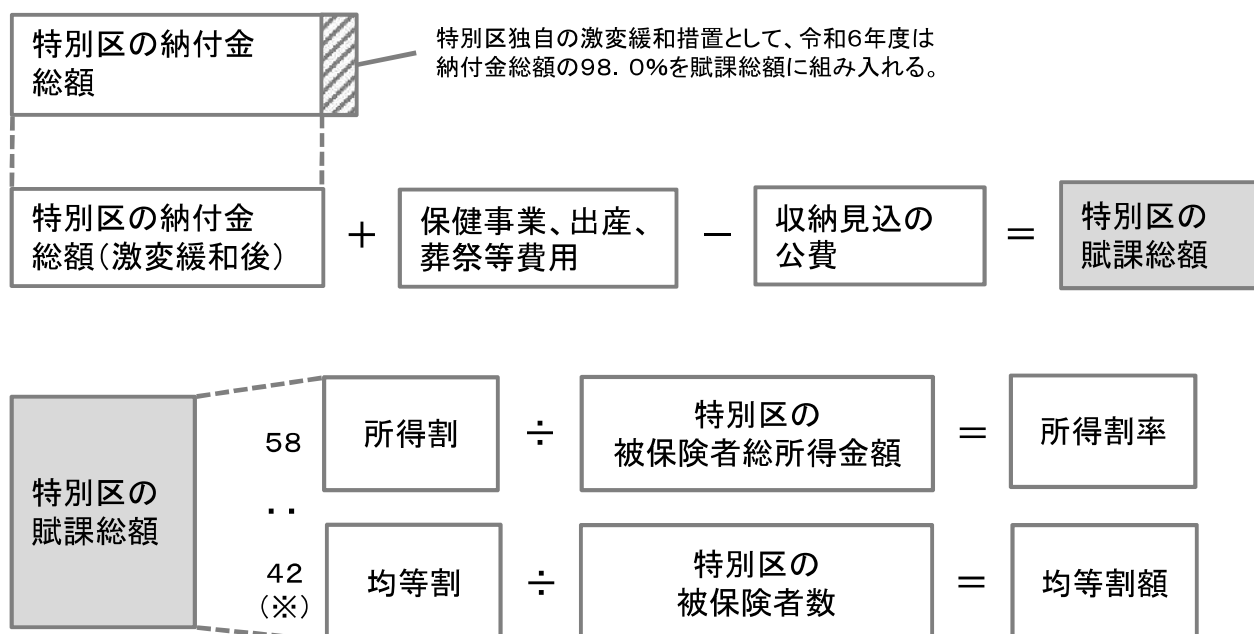 特別区の納付金
総額
特別区独自の激変緩和措置として、令和6年度は
納付金総額の98．0%を賦課総額に組み入れる。
特別区の納付金
総額（激変緩和後）
＋
保健事業、出産、
葬祭等費用
－
収納見込の
公費
＝
特別区の
賦課総額
特別区の
賦課総額
58
：
42
（※）
所得割
÷
特別区の
被保険者総所得金額
＝
所得割率
均等割
÷
特別区の
被保険者数
＝
均等割額